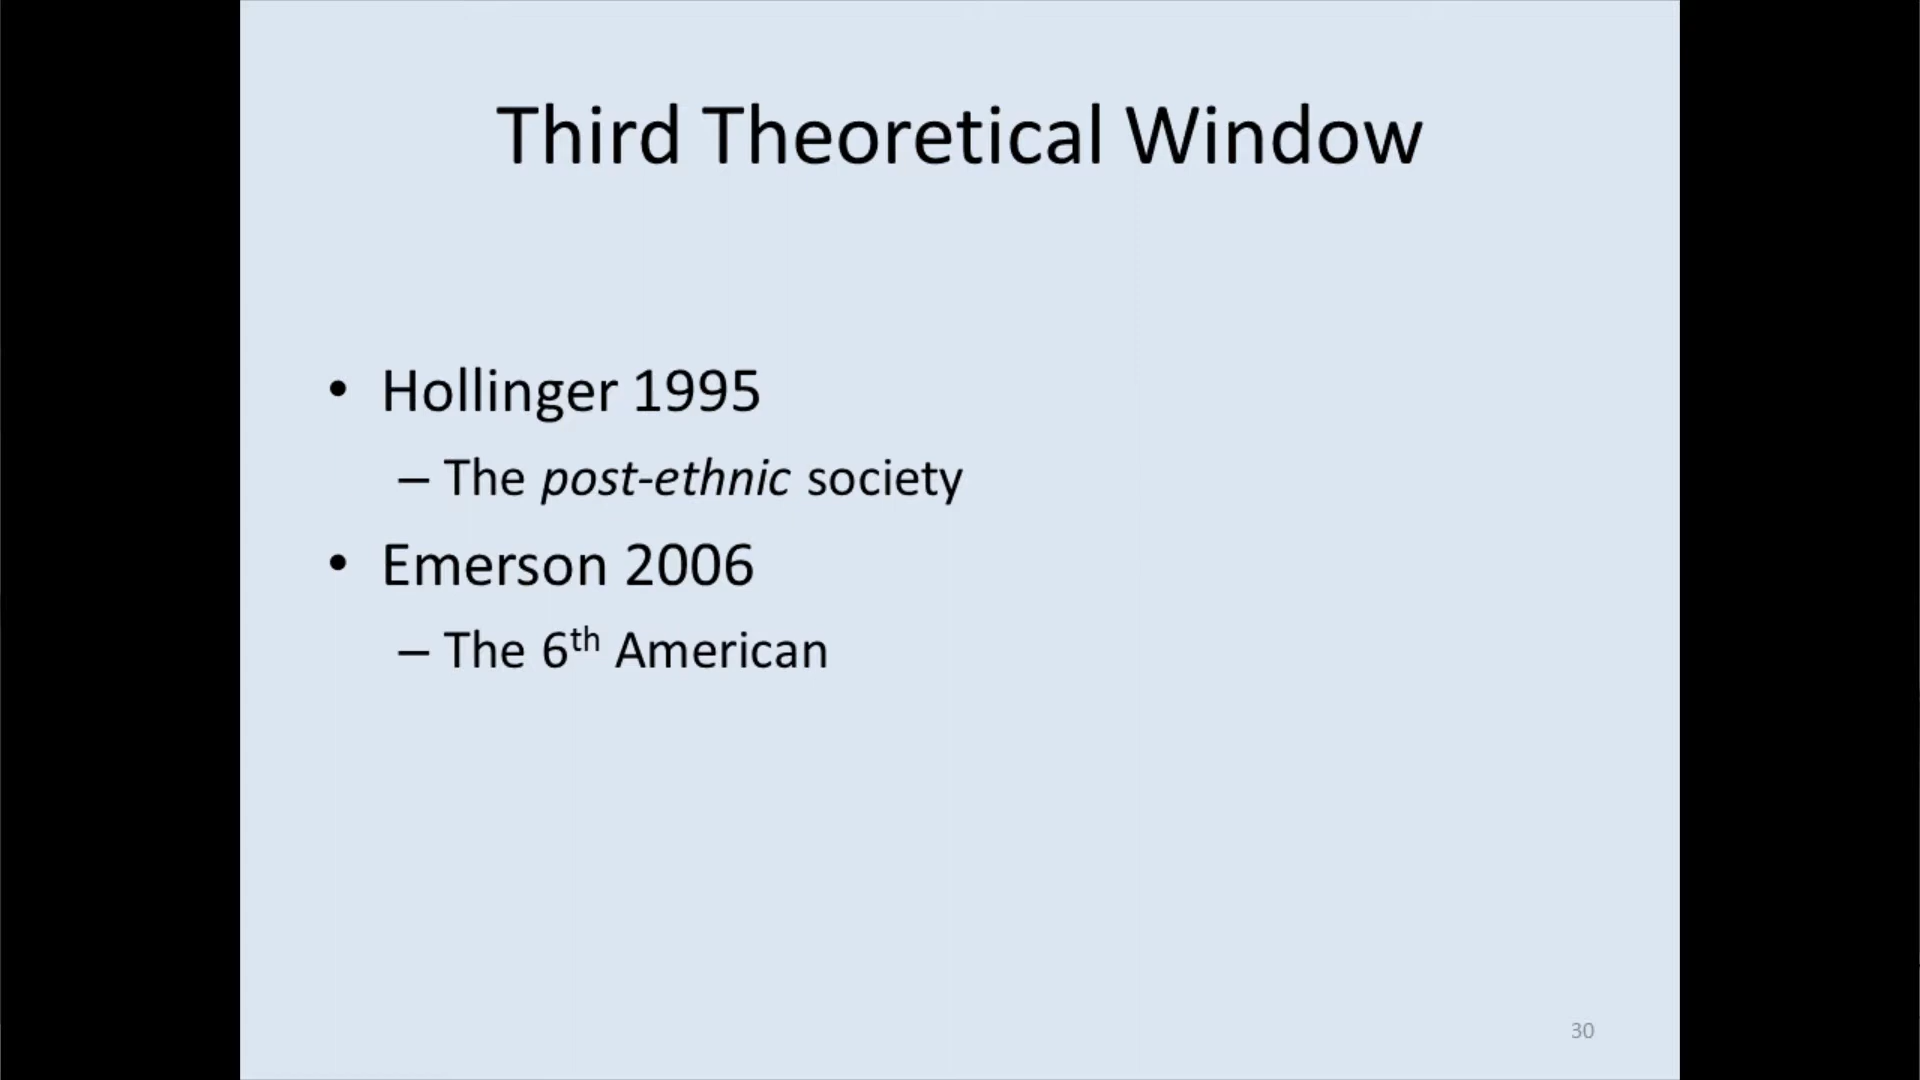 Third Theoretical Window
• Hollinger 1995
– The post-ethnic society
• Emerson 2006
– The 6th American
30